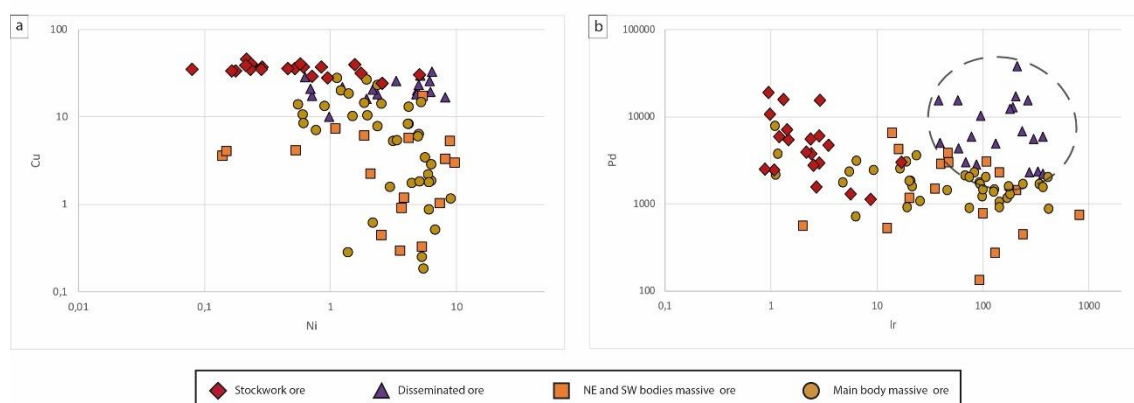 a
100
10
1
0,1
Cu
0,01
0,1
1
10
Ni
b
100000
10000
1000
100
Pd
0,1
1
10
100
1000
Ir
Stockwork ore
Disseminated ore
NE and SW bodies massive ore
Main body massive ore